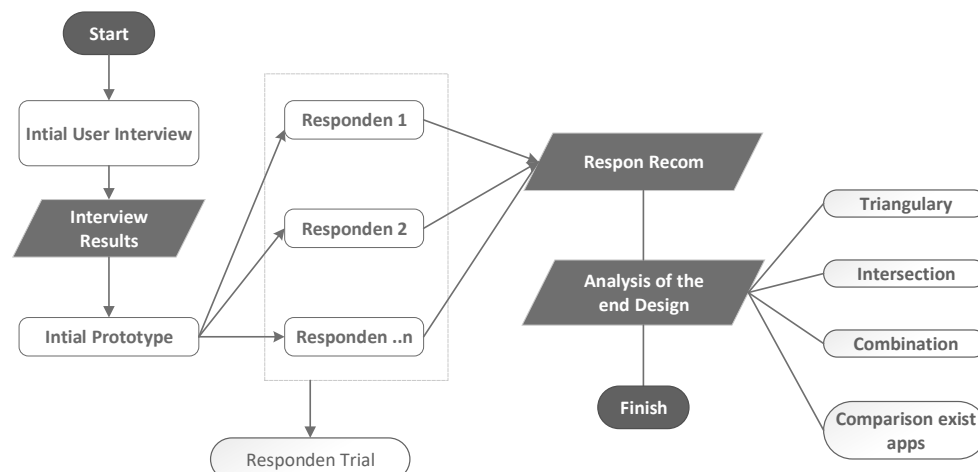 Start
Intial User Interview
Interview
Results
Intial Prototype
Responden 1
Responden 2
Responden ..n
Responden Trial
Respon Recom
Analysis of the
end Design
Finish
Triangulary
Intersection
Combination
Comparison exist
apps